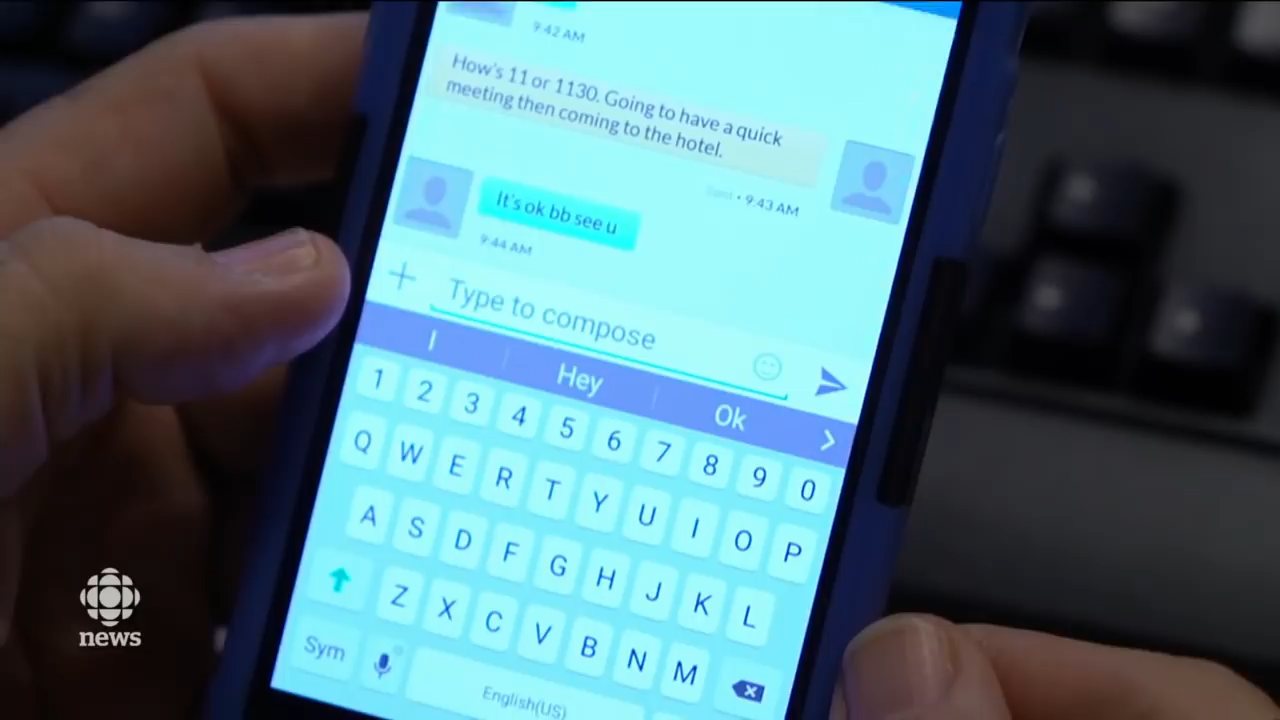 9:42 AM
How's 11 or 1130. Going to have a quick
meeting then coming to the hotel.
Sent • 9:43 AM
It's ok bb see u
9:44 AM
+ Type to compose
I Hey Ok >
1 2 3 4 5 6 7 8 9 0
Q W E R T Y U I O P
A S D F G H J K L
Z X C V B N M
Sym
English(US)
news